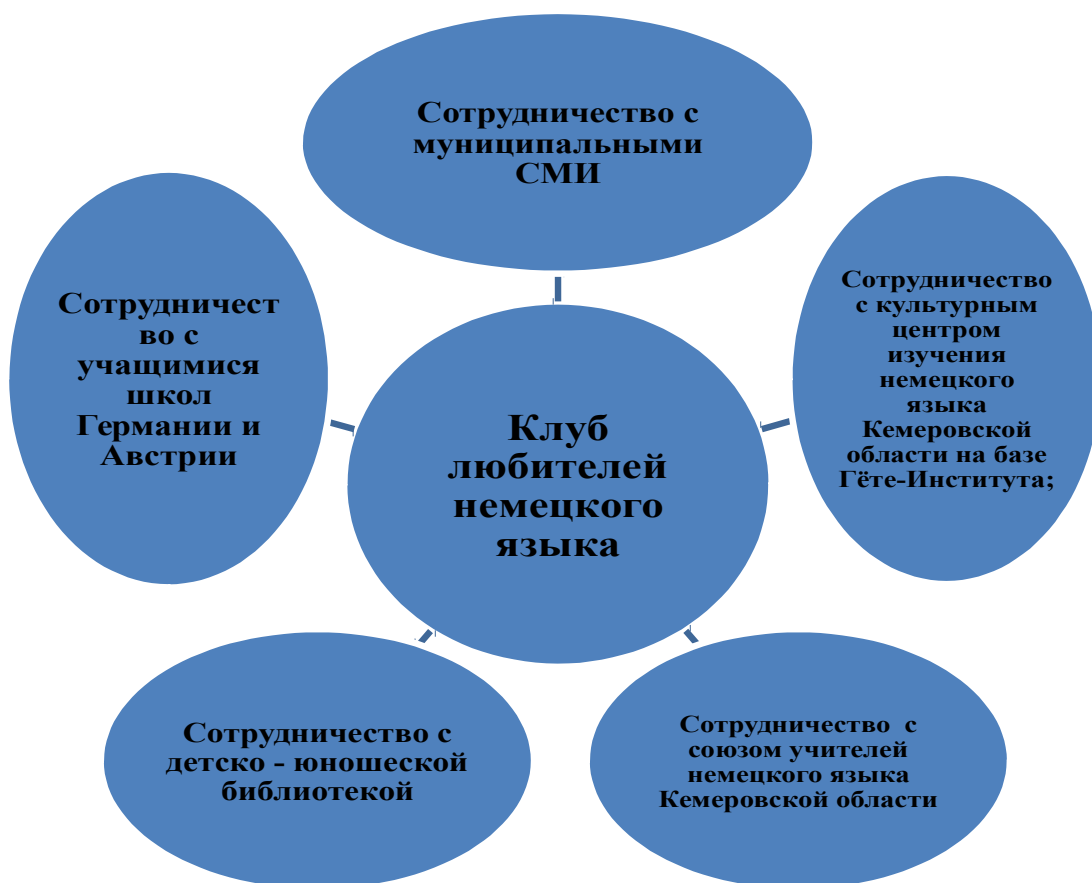 Сотрудничество с
муниципальными
СМИ
Сотрудничест
во с
учащимися
школ
Германии и
Австрии
Сотрудничество
с культурным
центром
изучения
немецкого
языка
Кемеровской
области на базе
Гёте-Института;
Клуб
любителей
немецкого
языка
Сотрудничество с
детско - юношеской
библиотекой
Сотрудничество  с
союзом учителей
немецкого языка
Кемеровской области